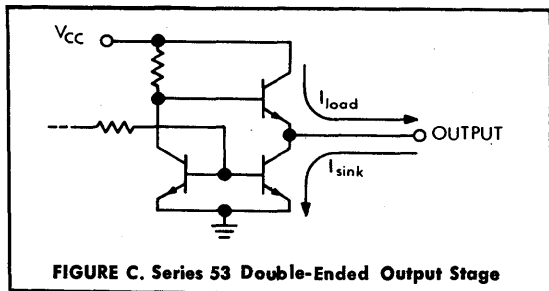 VCC
Iload
OUTPUT
Isink
FIGURE C. Series 53 Double-Ended Output Stage